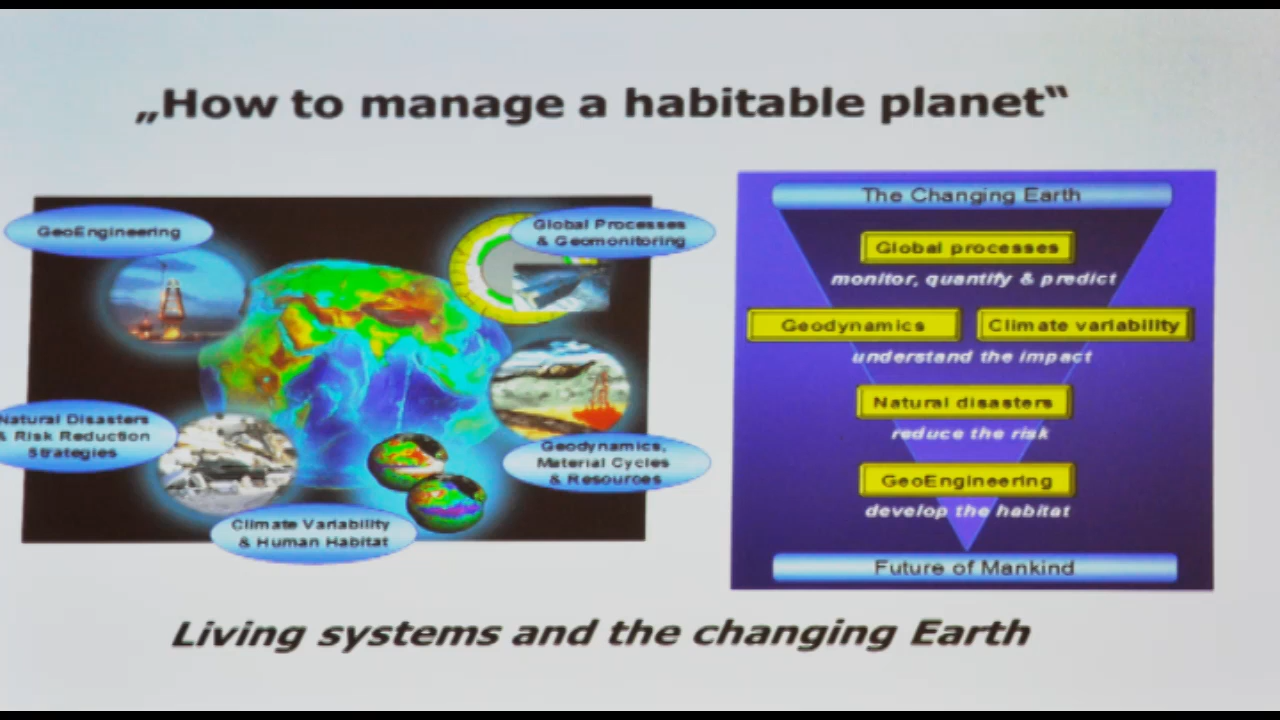 „How to manage a habitable planet“
GeoEngineering
Global Processes
& Geomonitoring
Natural Disasters
& Risk Reduction
Strategies
Geodynamics,
Material Cycles
& Resources
Climate Variability
& Human Habitat
The Changing Earth
Global processes
monitor, quantify & predict
Geodynamics
Climate variability
understand the impact
Natural disasters
reduce the risk
GeoEngineering
develop the habitat
Future of Mankind
Living systems and the changing Earth